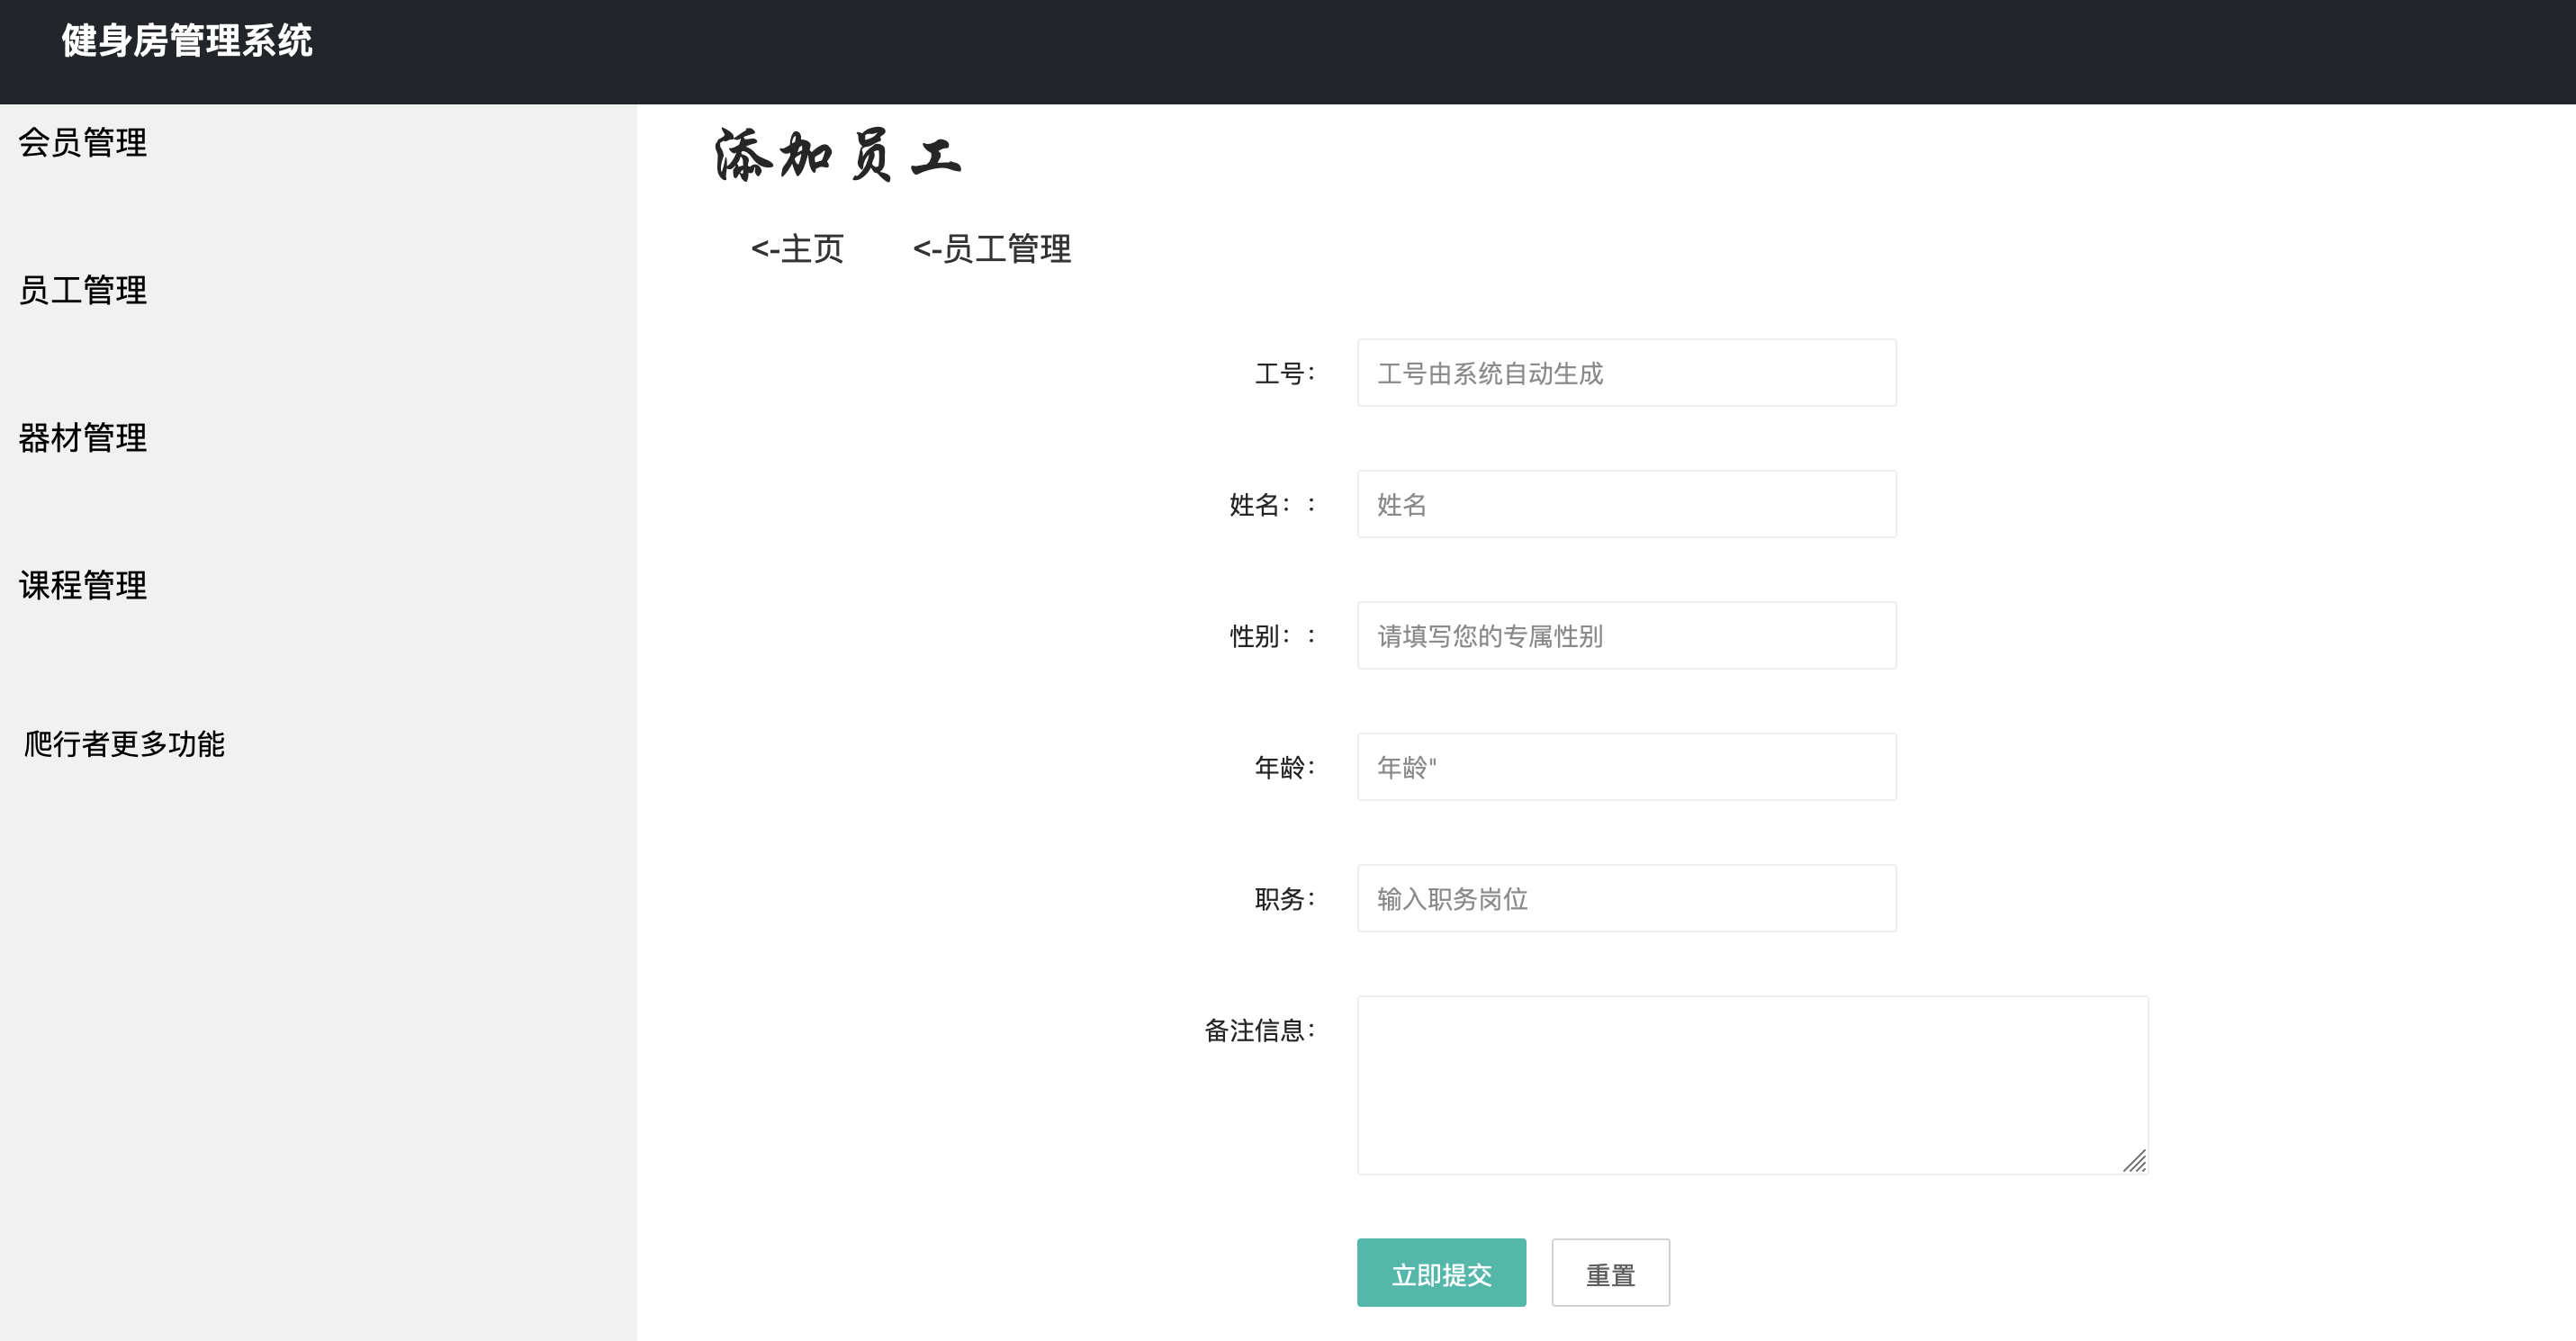 健身房管理系统
会员管理
员工管理
器材管理
课程管理
爬行者更多功能
添加员工
<-主页 <-员工管理
工号： 工号由系统自动生成
姓名：： 姓名
性别：： 请填写您的专属性别
年龄： 年龄"
职务： 输入职务岗位
备注信息：
立即提交 重置